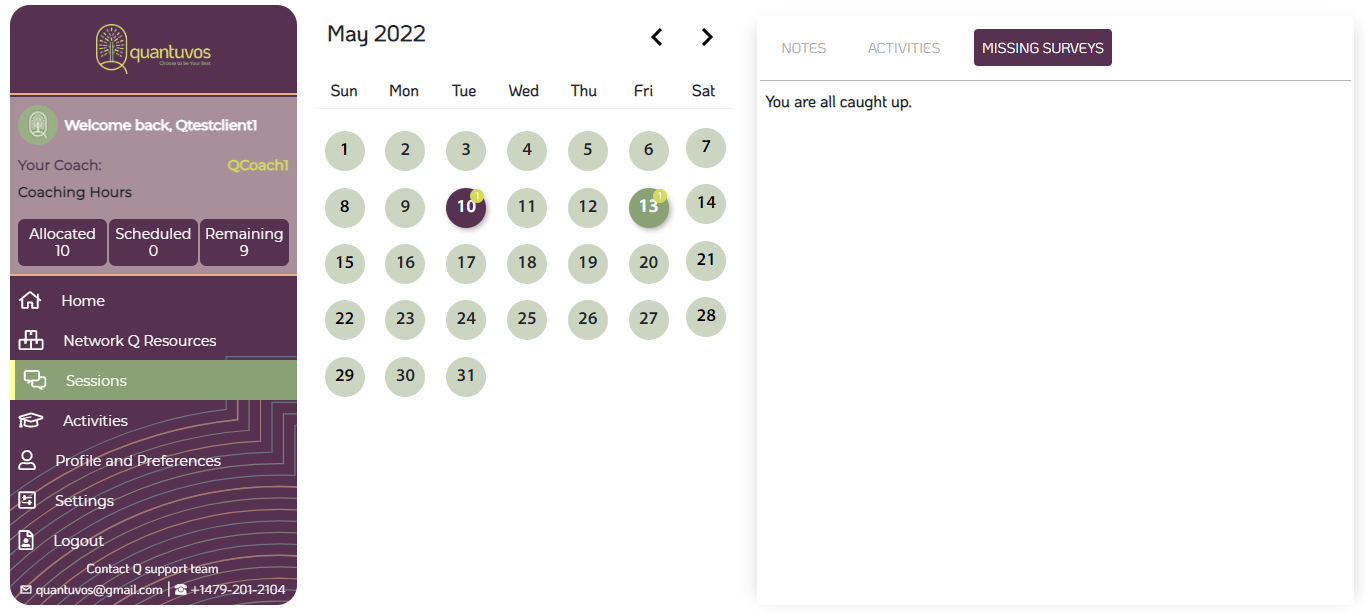 quantuvos
Choose to be Your Best
Welcome back, Qtestclient1
Your Coach: QCoach1
Coaching Hours
Allocated Scheduled Remaining
10 0 9
Home
Network Q Resources
Sessions
Activities
Profile and Preferences
Settings
Logout
Contact Q support team
quantuvos@gmail.com | +1479-201-2104
May 2022
Sun Mon Tue Wed Thu Fri Sat
1 2 3 4 5 6 7
8 9 10 1 11 12 13 1 14
15 16 17 18 19 20 21
22 23 24 25 26 27 28
29 30 31
NOTES ACTIVITIES MISSING SURVEYS
You are all caught up.